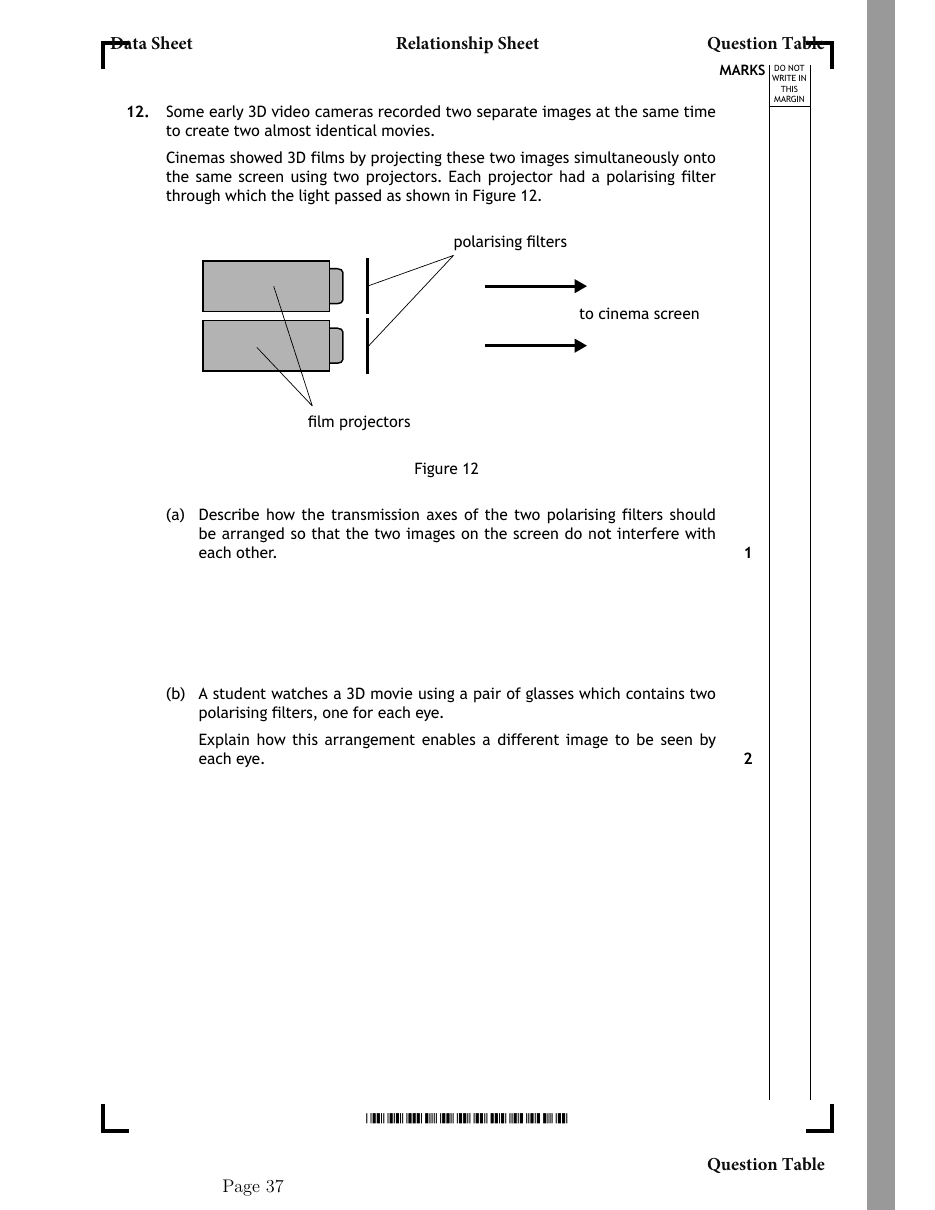 Data Sheet Relationship Sheet Question Table
MARKS
DO NOT
WRITE IN
THIS
MARGIN
12. Some early 3D video cameras recorded two separate images at the same time
to create two almost identical movies.
Cinemas showed 3D films by projecting these two images simultaneously onto
the same screen using two projectors. Each projector had a polarising filter
through which the light passed as shown in Figure 12.
polarising filters
to cinema screen
film projectors
Figure 12
(a) Describe how the transmission axes of the two polarising filters should
be arranged so that the two images on the screen do not interfere with
each other. 1
(b) A student watches a 3D movie using a pair of glasses which contains two
polarising filters, one for each eye.
Explain how this arrangement enables a different image to be seen by
each eye. 2
Question Table
Page 37